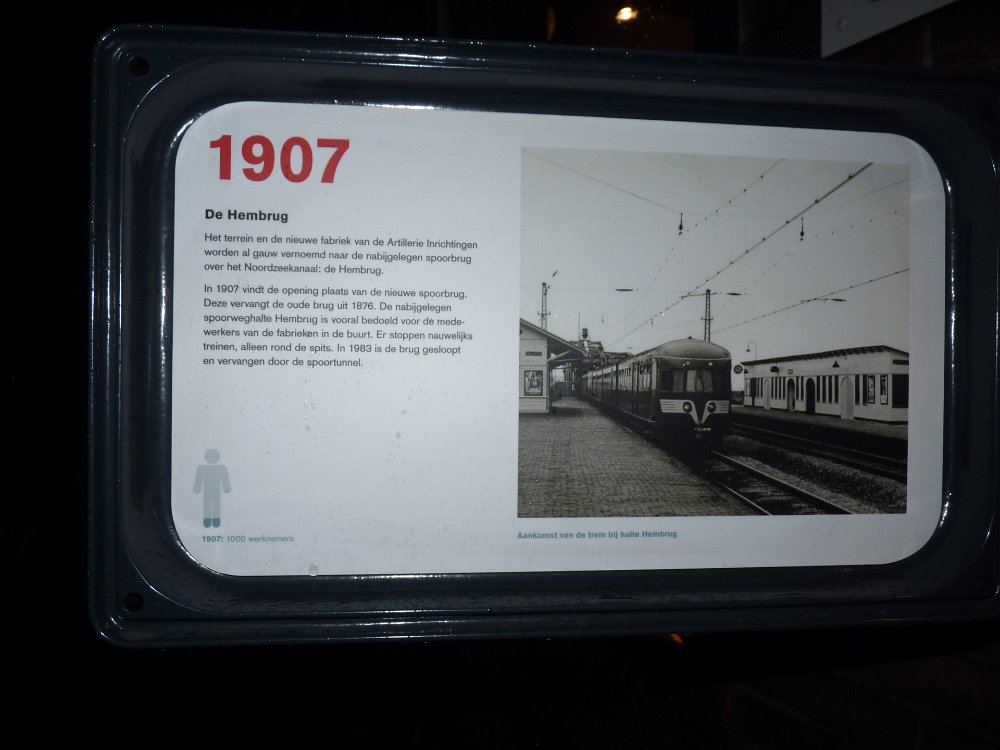 1907
De Hembrug
Het terrein en de nieuwe fabriek van de Artillerie Inrichtingen
worden al gauw vernoemd naar de nabijgelegen spoorbrug
over het Noordzeekanaal: de Hembrug.
In 1907 vindt de opening plaats van de nieuwe spoorbrug.
Deze vervangt de oude brug uit 1876. De nabijgelegen
spoorweghalte Hembrug is vooral bedoeld voor de mede-
werkers van de fabrieken in de buurt. Er stoppen nauwelijks
treinen, alleen rond de spits. In 1983 is de brug gesloopt
en vervangen door de spoortunnel.
1907: 1000 werknemers
Aankomst van de trein bij halte Hembrug